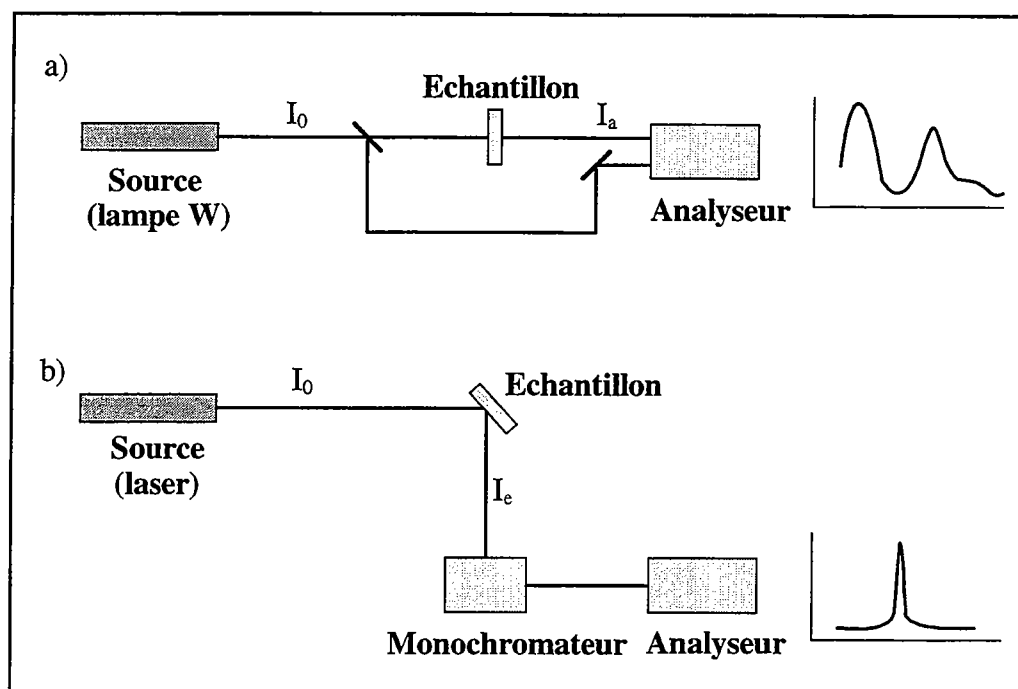 a)
Echantillon
I0
Ia
Source
(lampe W)
Analyseur
b)
I0
Echantillon
Source
(laser)
Ie
Monochromateur
Analyseur